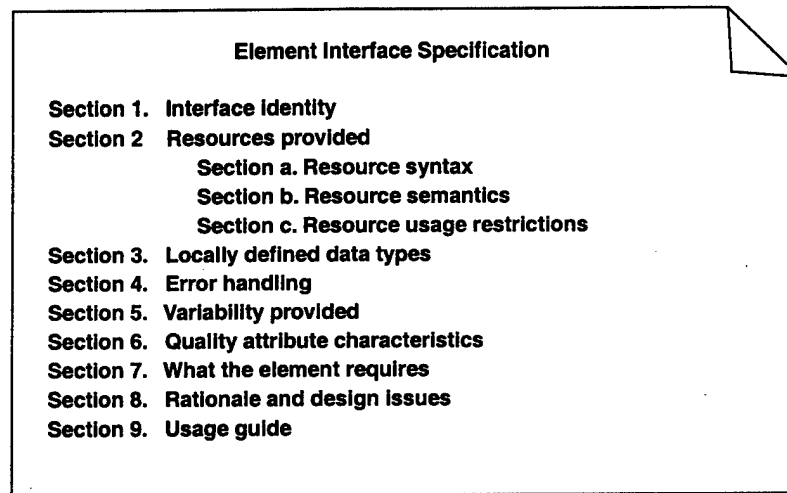 Element Interface Specification
Section 1. Interface identity
Section 2 Resources provided
Section a. Resource syntax
Section b. Resource semantics
Section c. Resource usage restrictions
Section 3. Locally defined data types
Section 4. Error handling
Section 5. Variability provided
Section 6. Quality attribute characteristics
Section 7. What the element requires
Section 8. Rationale and design issues
Section 9. Usage guide